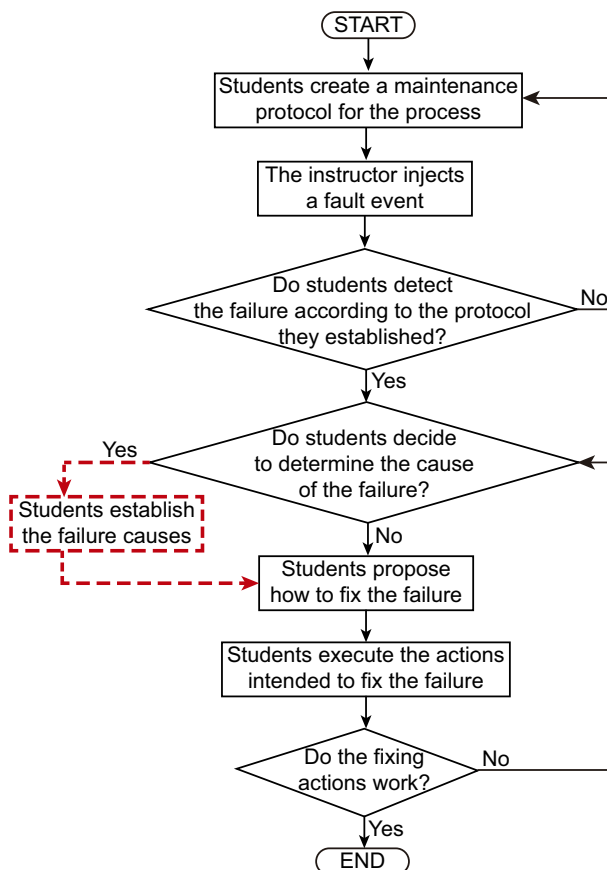 START
Students create a maintenance
protocol for the process
The instructor injects
a fault event
Do students detect
the failure according to the protocol
they established?
No
Yes
Do students decide
to determine the cause
of the failure?
Yes
Students establish
the failure causes
No
Students propose
how to fix the failure
Students execute the actions
intended to fix the failure
Do the fixing
actions work?
No
Yes
END